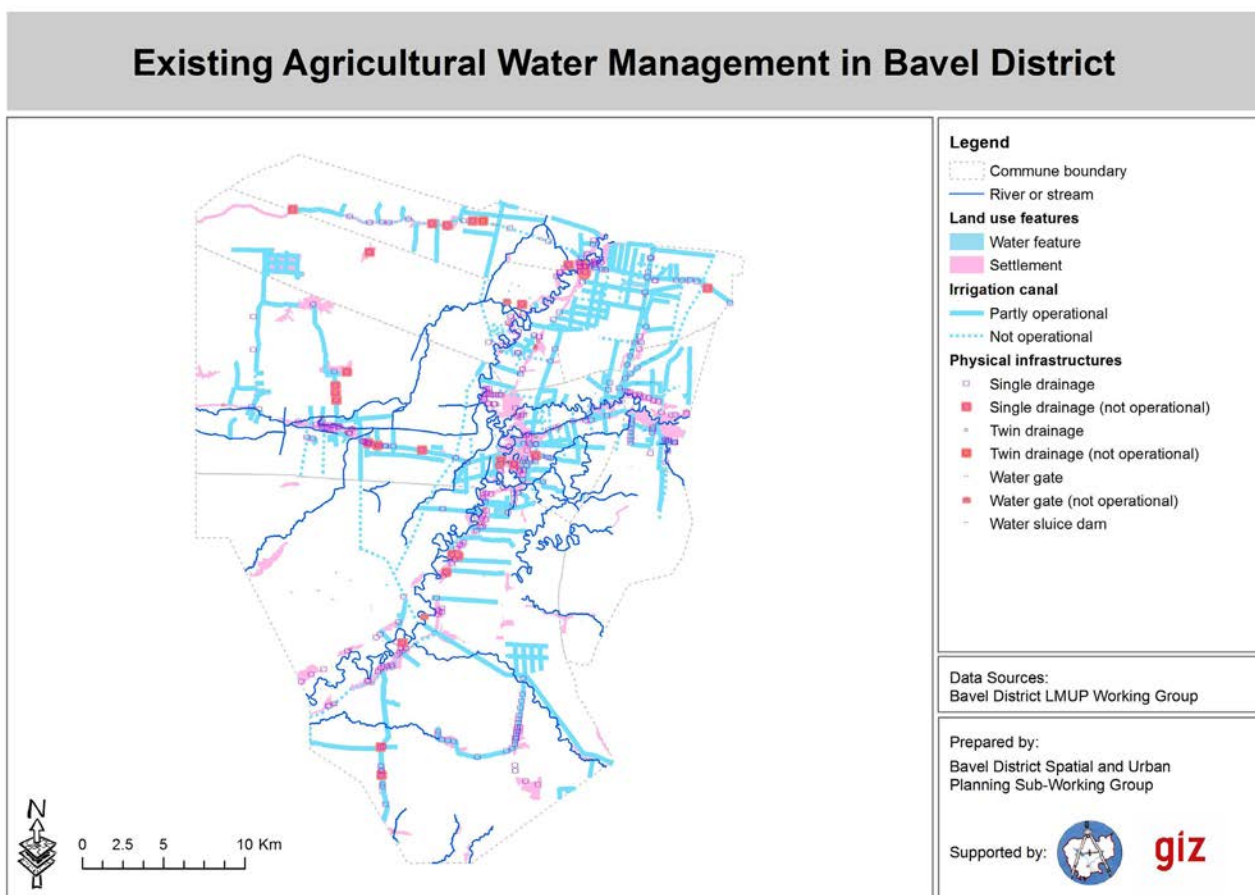 Existing Agricultural Water Management in Bavel District
Legend
Commune boundary
River or stream
Land use features
Water feature
Settlement
Irrigation canal
Partly operational
Not operational
Physical infrastructures
Single drainage
Single drainage (not operational)
Twin drainage
Twin drainage (not operational)
Water gate
Water gate (not operational)
Water sluice dam
Data Sources:
Bavel District LMUP Working Group
Prepared by:
Bavel District Spatial and Urban
Planning Sub-Working Group
Supported by:
giz
N
0 2.5 5 10 Km